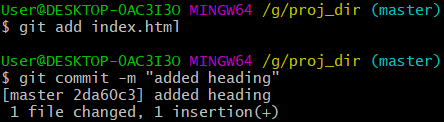 User@DESKTOP-0AC3I3O MINGW64 /g/proj_dir (master)
$ git add index.html
User@DESKTOP-0AC3I3O MINGW64 /g/proj_dir (master)
$ git commit -m "added heading"
[master 2da60c3] added heading
 1 file changed, 1 insertion(+)